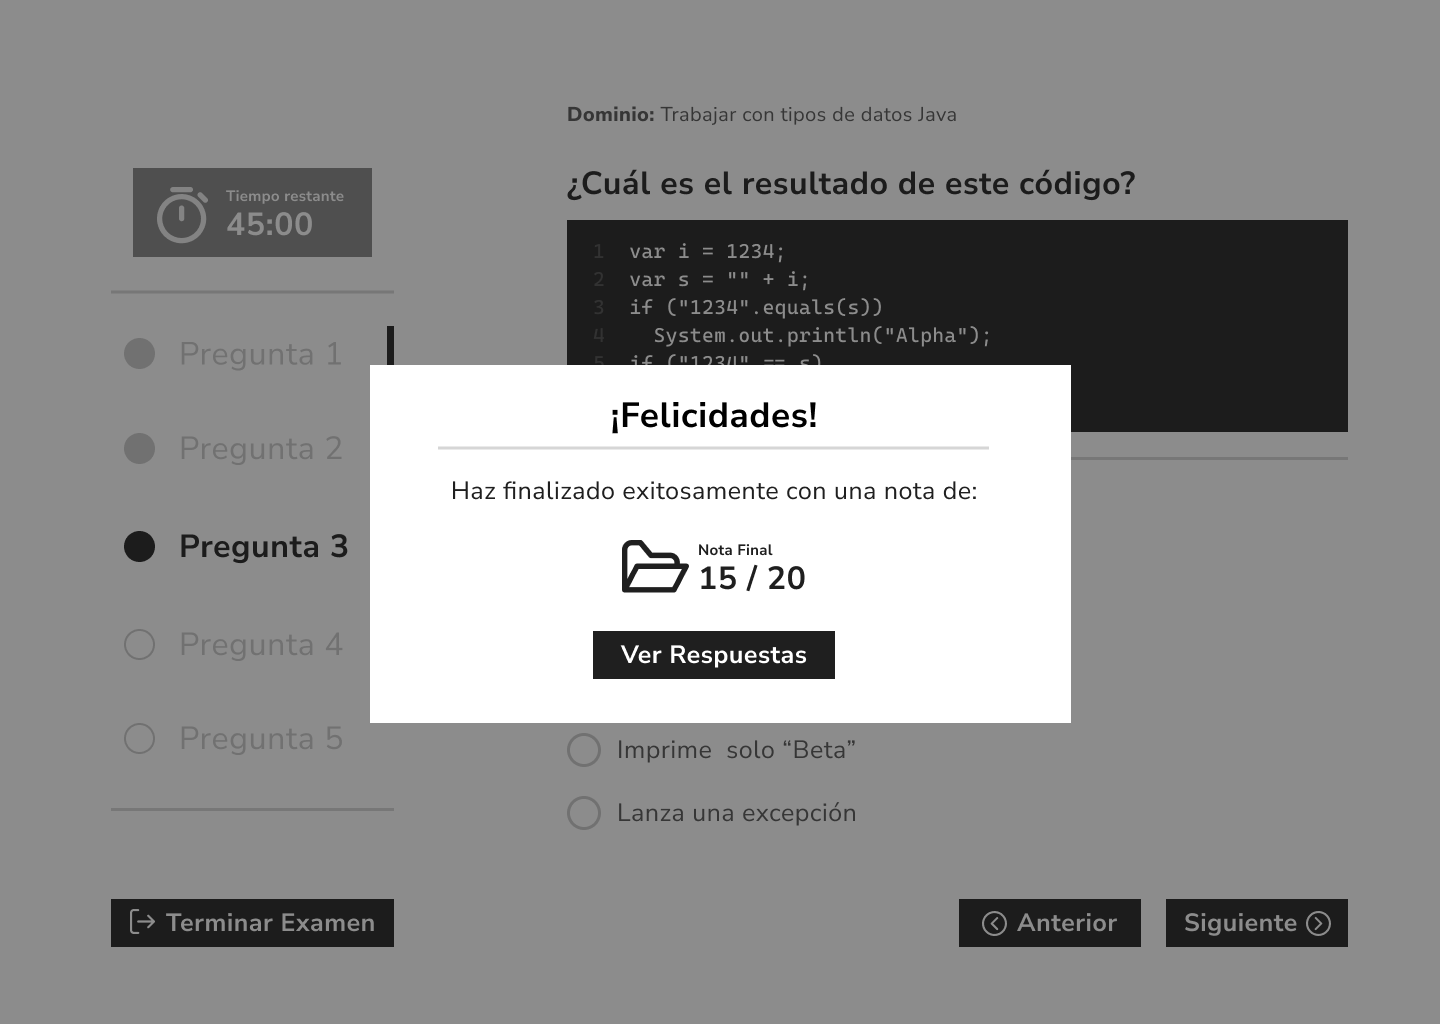 Dominio: Trabajar con tipos de datos Java
Tiempo restante
45:00
¿Cuál es el resultado de este código?
1 var i = 1234;
2 var s = "" + i;
3 if ("1234".equals(s))
4 System.out.println("Alpha");
5 if ("1234" == s)
Pregunta 1
Pregunta 2
Pregunta 3
Pregunta 4
Pregunta 5
¡Felicidades!
Haz finalizado exitosamente con una nota de:
Nota Final
15 / 20
Ver Respuestas
Imprime  solo “Beta”
Lanza una excepción
Terminar Examen
Anterior
Siguiente